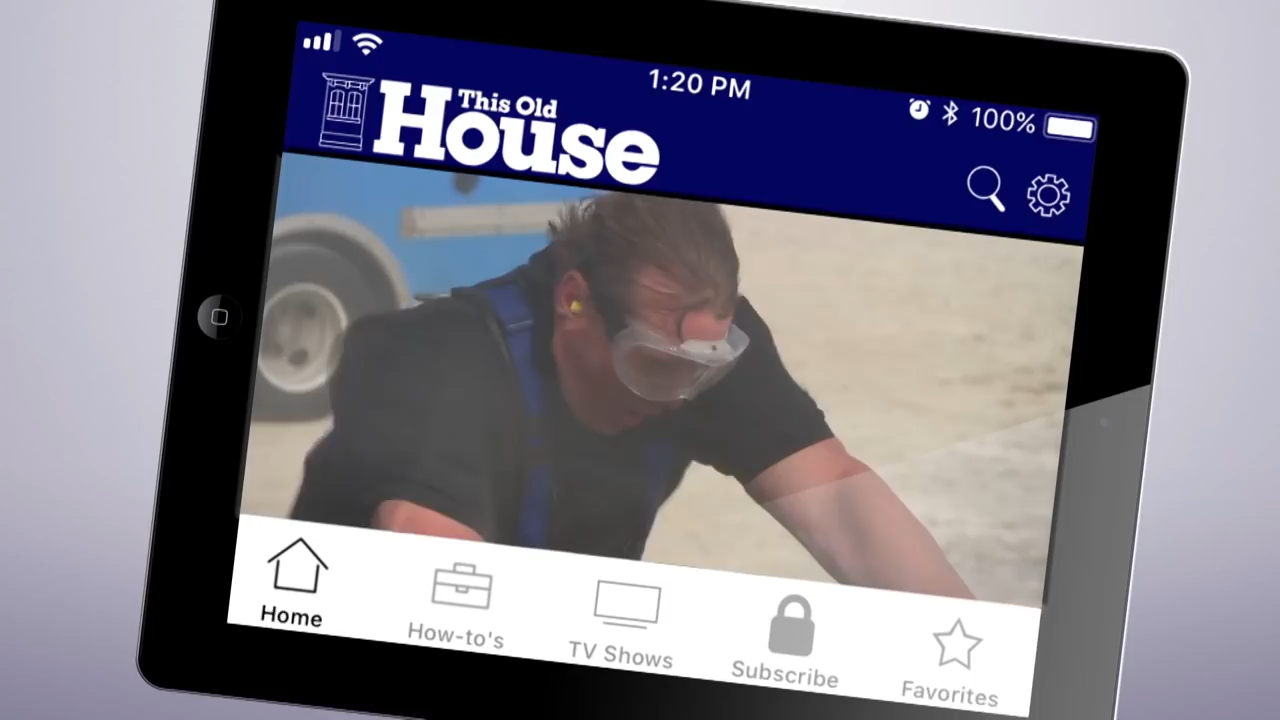 1:20 PM
100%
This Old
House
Home
How-to's
TV Shows
Subscribe
Favorites